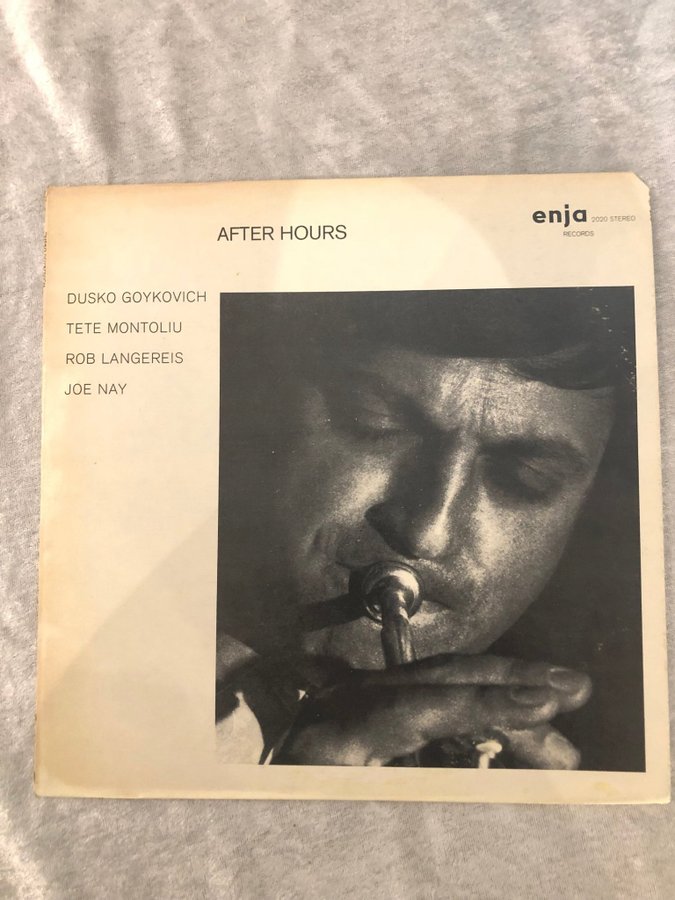 AFTER HOURS
enja 2020 STEREO
RECORDS
DUSKO GOYKOVICH
TETE MONTOLIU
ROB LANGEREIS
JOE NAY